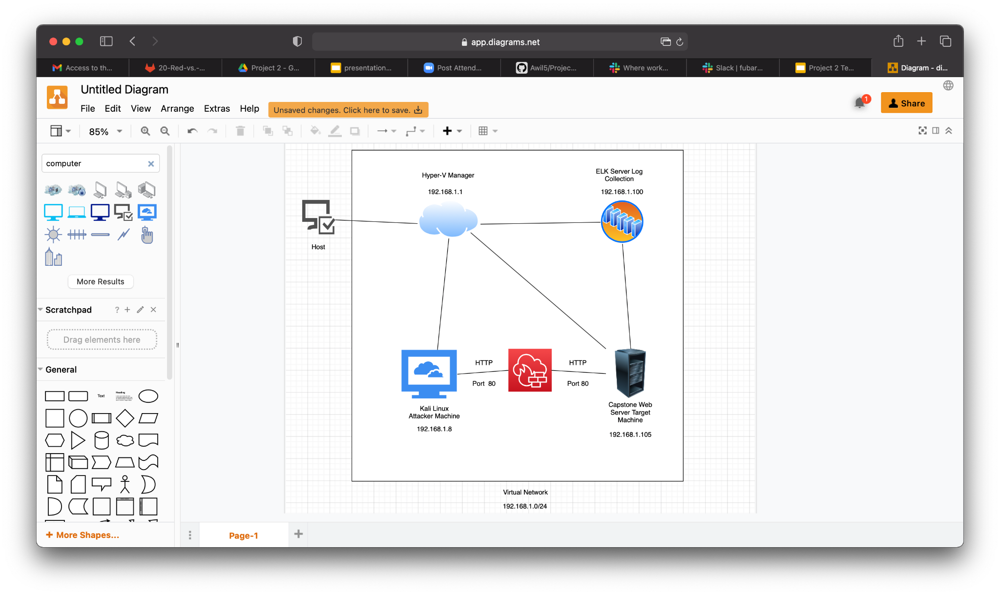 app.diagrams.net
Access to th...
20-Red-vs.-...
Project 2 - G...
presentation...
Post Attend...
Awil5/Projec...
Where work...
Slack | fubar...
Project 2 Te...
Diagram - di...
Untitled Diagram
File Edit View Arrange Extras Help
Unsaved changes. Click here to save.
1
Share
85%
computer
More Results
Scratchpad
?
Drag elements here
General
Text
Heading
More Shapes...
Hyper-V Manager
192.168.1.1
ELK Server Log
Collection
192.168.1.100
Host
HTTP
Port 80
HTTP
Port 80
Kali Linux
Attacker Machine
192.168.1.8
Capstone Web
Server Target
Machine
192.168.1.105
Virtual Network
192.168.1.0/24
Page-1